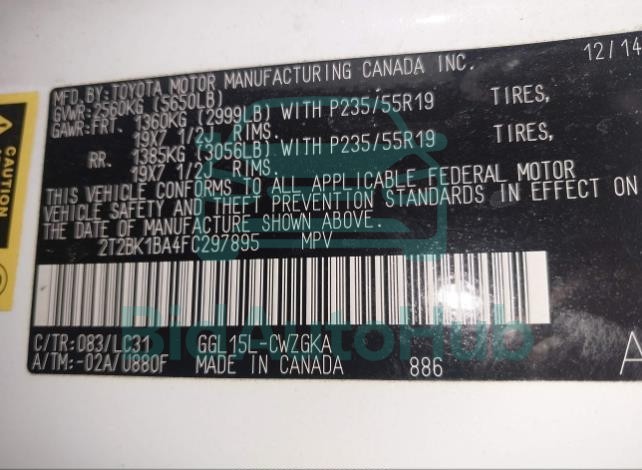 MFD.BY:TOYOTA MOTOR MANUFACTURING CANADA INC. 12/14
GVWR:2560KG (5650LB)
GAWR:FRT. 1360KG (2999LB) WITH P235/55R19 TIRES,
19X7 1/2J RIMS.
RR. 1385KG (3056LB) WITH P235/55R19 TIRES,
19X7 1/2J RIMS.
THIS VEHICLE CONFORMS TO ALL APPLICABLE FEDERAL MOTOR
VEHICLE SAFETY AND THEFT PREVENTION STANDARDS IN EFFECT ON
THE DATE OF MANUFACTURE SHOWN ABOVE.
2T2BK1BA4FC297895 MPV
BidAutoHub
C/TR:083/LC31 GGL15L-CWZGKA
A/TM:-02A/U880F MADE IN CANADA 886 A
CAUTION